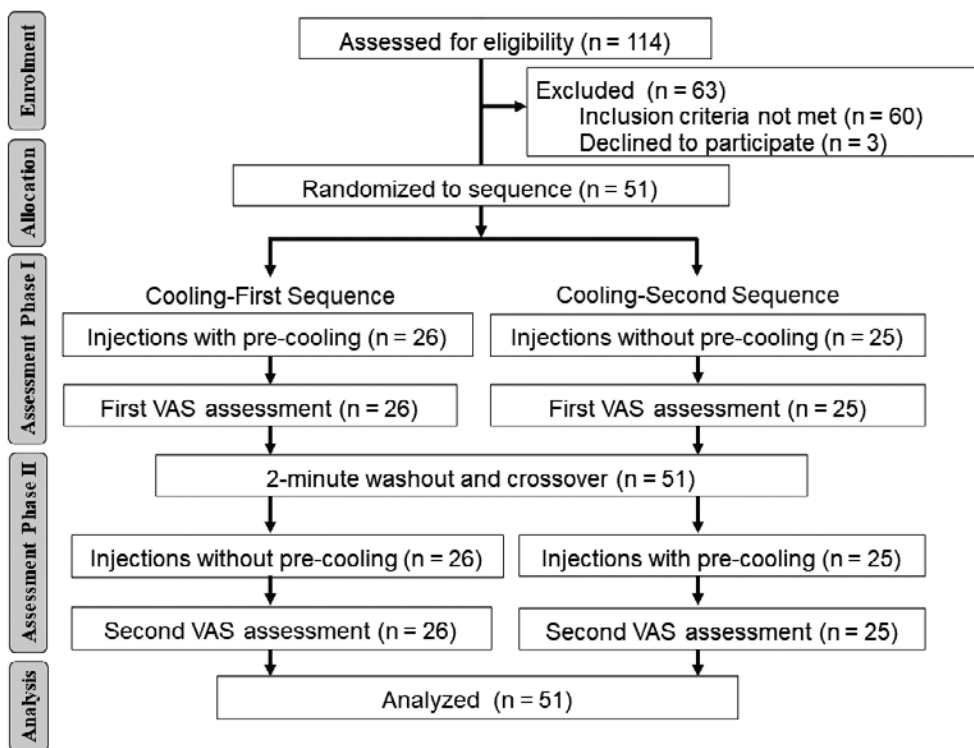 Enrolment
Assessed for eligibility (n = 114)
Excluded (n = 63)
Inclusion criteria not met (n = 60)
Declined to participate (n = 3)
Allocation
Randomized to sequence (n = 51)
Assessment Phase I
Cooling-First Sequence
Cooling-Second Sequence
Injections with pre-cooling (n = 26)
Injections without pre-cooling (n = 25)
First VAS assessment (n = 26)
First VAS assessment (n = 25)
Assessment Phase II
2-minute washout and crossover (n = 51)
Injections without pre-cooling (n = 26)
Injections with pre-cooling (n = 25)
Second VAS assessment (n = 26)
Second VAS assessment (n = 25)
Analysis
Analyzed (n = 51)